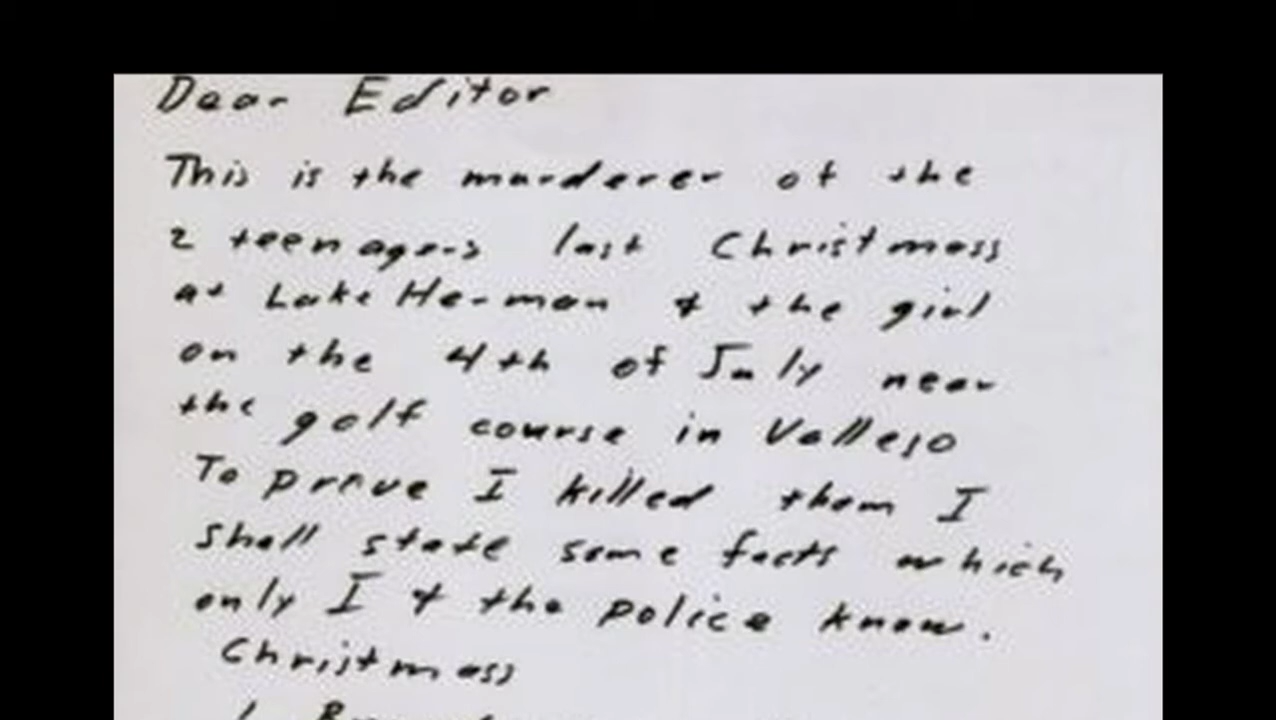 Dear Editor
This is the murderer of the
2 teenagers last Christmass
at Lake Herman & the girl
on the 4th of July near
the golf course in Vallejo
To prove I killed them I
shall state some facts which
only I & the police know.
Christmass
1